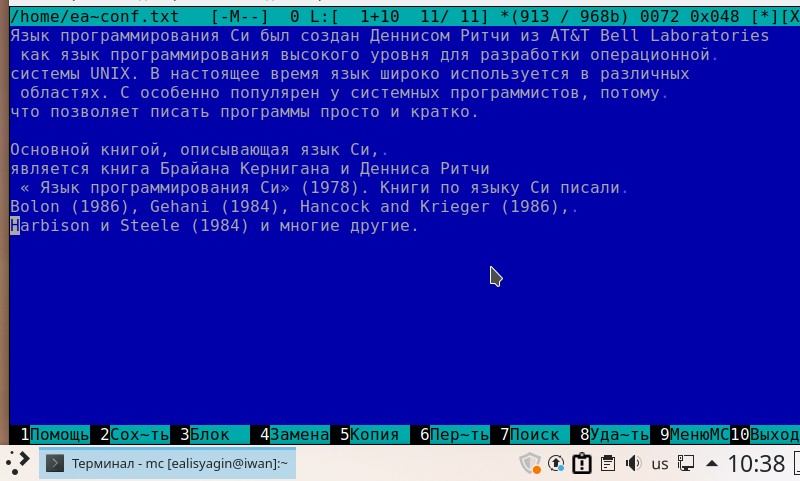 /home/ea~conf.txt [-M--] 0 L:[ 1+10 11/ 11] *(913 / 968b) 0072 0x048 [*][X
Язык программирования Си был создан Деннисом Ритчи из AT&T Bell Laboratories
как язык программирования высокого уровня для разработки операционной.
системы UNIX. В настоящее время язык широко используется в различных
областях. С особенно популярен у системных программистов, потому.
что позволяет писать программы просто и кратко.
Основной книгой, описывающая язык Си,.
является книга Брайана Кернигана и Денниса Ритчи
« Язык программирования Си» (1978). Книги по языку Си писали.
Bolon (1986), Gehani (1984), Hancock and Krieger (1986),.
Harbison и Steele (1984) и многие другие.
1Помощь 2Сох~ть 3Блок 4Замена 5Копия 6Пер~ть 7Поиск 8Уда~ть 9МенюMC 10Выход
Терминал - mc [ealisyagin@iwan]:~ us 10:38